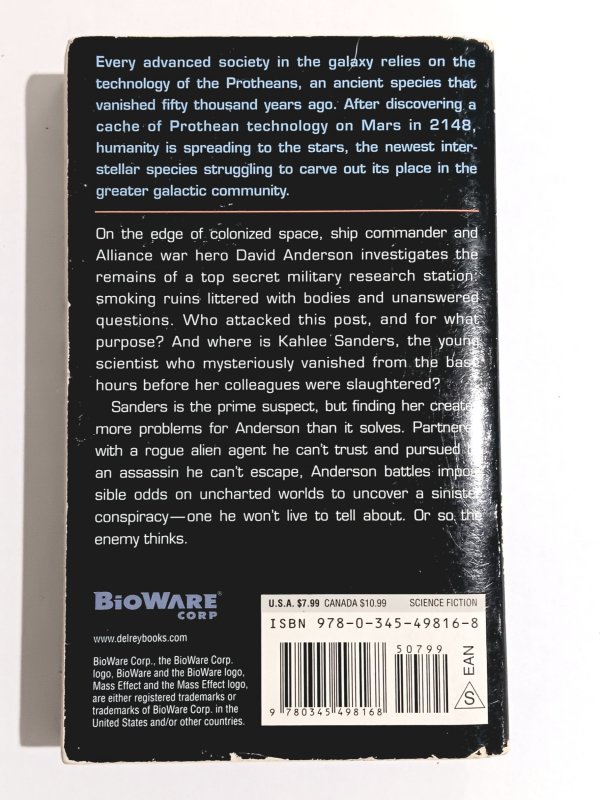 Every advanced society in the galaxy relies on the
technology of the Protheans, an ancient species that
vanished fifty thousand years ago. After discovering a
cache of Prothean technology on Mars in 2148,
humanity is spreading to the stars, the newest inter-
stellar species struggling to carve out its place in the
greater galactic community.
On the edge of colonized space, ship commander and
Alliance war hero David Anderson investigates the
remains of a top secret military research station:
smoking ruins littered with bodies and unanswered
questions. Who attacked this post, and for what
purpose? And where is Kahlee Sanders, the young
scientist who mysteriously vanished from the base
hours before her colleagues were slaughtered?
Sanders is the prime suspect, but finding her creates
more problems for Anderson than it solves. Partnered
with a rogue alien agent he can't trust and pursued
an assassin he can't escape, Anderson battles impos-
sible odds on uncharted worlds to uncover a sinister
conspiracy—one he won't live to tell about. Or so the
enemy thinks.
BIOWARE®
CORP
www.delreybooks.com
BioWare Corp., the BioWare Corp.
logo, BioWare and the BioWare logo,
Mass Effect and the Mass Effect logo,
are either registered trademarks or
trademarks of BioWare Corp. in the
United States and/or other countries.
U.S.A. $7.99 CANADA $10.99 SCIENCE FICTION
ISBN 978-0-345-49816-8
50799
9 780345 498168
S EAN